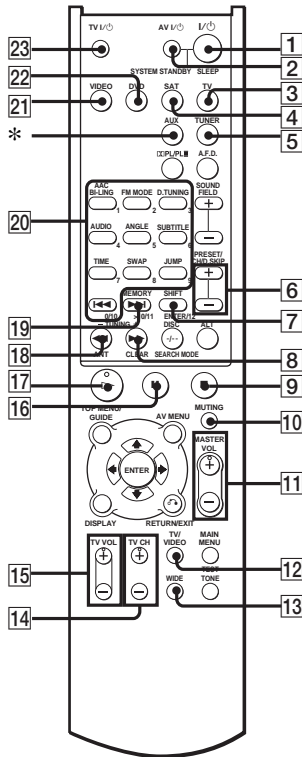 TV I/⏻ AV I/⏻ I/⏻
23 1
SYSTEM STANDBY SLEEP 2
22 VIDEO DVD SAT TV 3
21 4
* AUX TUNER 5
DPL/PLII A.F.D.
AAC
BI-LING 1 FM MODE 2 D.TUNING 3 SOUND
FIELD
+
20 AUDIO 4 ANGLE 5 SUBTITLE 6 −
TIME 7 SWAP 8 JUMP 9 PRESET/
CH/D.SKIP
+ 6
MEMORY SHIFT −
19 0/10 >10/11 ENTER/12 7
− TUNING + DISC ALT
18 -/-- 8
ANT CLEAR SEARCH MODE
17 9
16
TOP MENU/
GUIDE AV MENU MUTING 10
MASTER
VOL
ENTER + 11
−
DISPLAY RETURN/EXIT
TV VOL TV CH TV/
VIDEO MAIN
MENU
15 + + 12
− − WIDE TEST
TONE
14 13